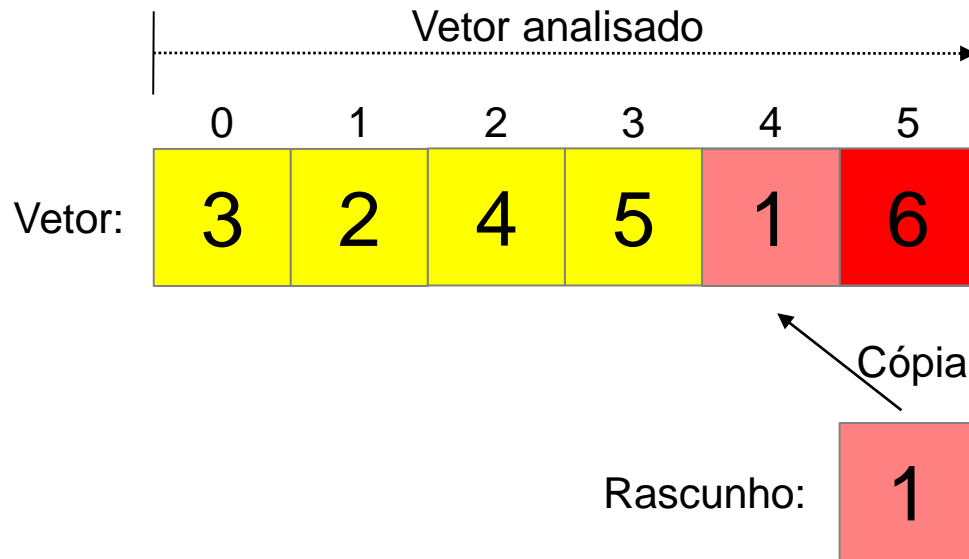 Vetor analisado
0 1 2 3 4 5
Vetor: 3 2 4 5 1 6
Cópia
Rascunho: 1